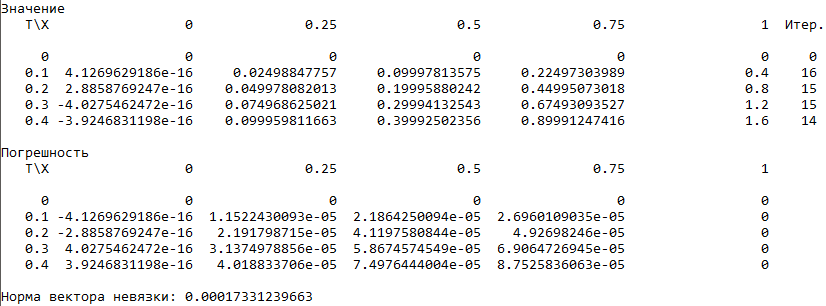 Значение
T\X 0 0.25 0.5 0.75 1 Итер.
0 0 0 0 0 0 0
0.1 4.1269629186e-16 0.02498847757 0.09997813575 0.22497303989 0.4 16
0.2 2.8858769247e-16 0.049978082013 0.19995880242 0.44995073018 0.8 15
0.3 -4.0275462472e-16 0.074968625021 0.29994132543 0.67493093527 1.2 15
0.4 -3.9246831198e-16 0.099959811663 0.39992502356 0.89991247416 1.6 14
Погрешность
T\X 0 0.25 0.5 0.75 1
0 0 0 0 0 0
0.1 -4.1269629186e-16 1.1522430093e-05 2.1864250094e-05 2.6960109035e-05 0
0.2 -2.8858769247e-16 2.191798715e-05 4.1197580844e-05 4.92698246e-05 0
0.3 4.0275462472e-16 3.1374978856e-05 5.8674574549e-05 6.9064726945e-05 0
0.4 3.9246831198e-16 4.018833706e-05 7.4976444004e-05 8.7525836063e-05 0
Норма вектора невязки: 0.00017331239663